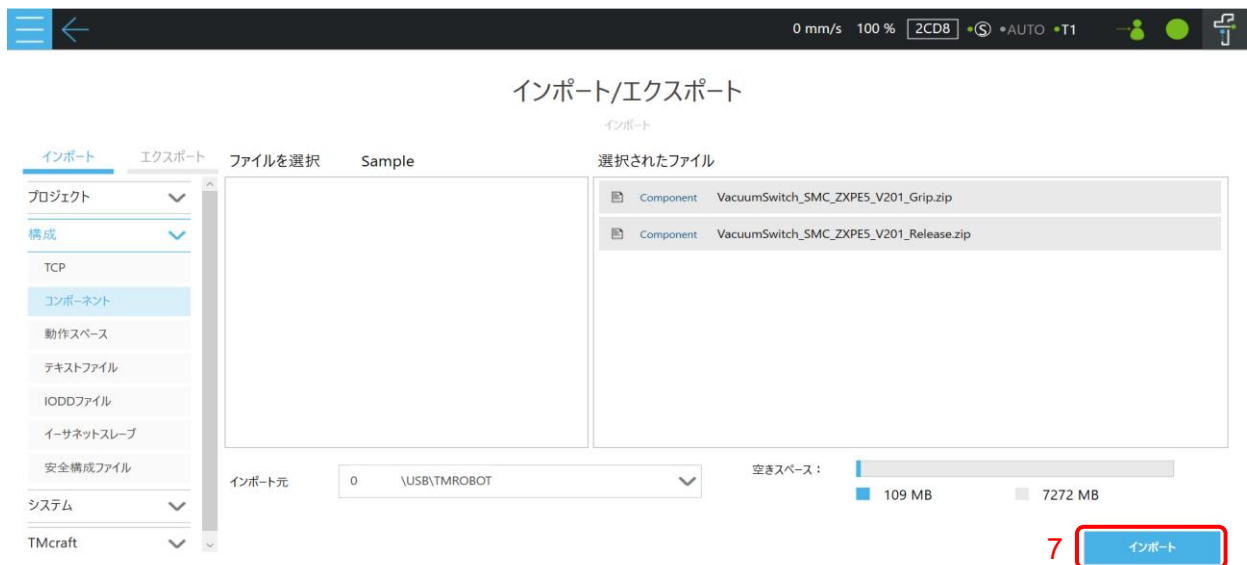 0 mm/s 100 % 2CD8 Ⓢ AUTO T1
インポート/エクスポート
インポート
インポート エクスポート ファイルを選択 Sample 選択されたファイル
プロジェクト
構成
TCP
コンポーネント
動作スペース
テキストファイル
IODDファイル
イーサネットスレーブ
安全構成ファイル
システム
TMcraft
Component VacuumSwitch_SMC_ZXPE5_V201_Grip.zip
Component VacuumSwitch_SMC_ZXPE5_V201_Release.zip
インポート元 0 \USB\TMROBOT
空きスペース：
109 MB 7272 MB
7 インポート